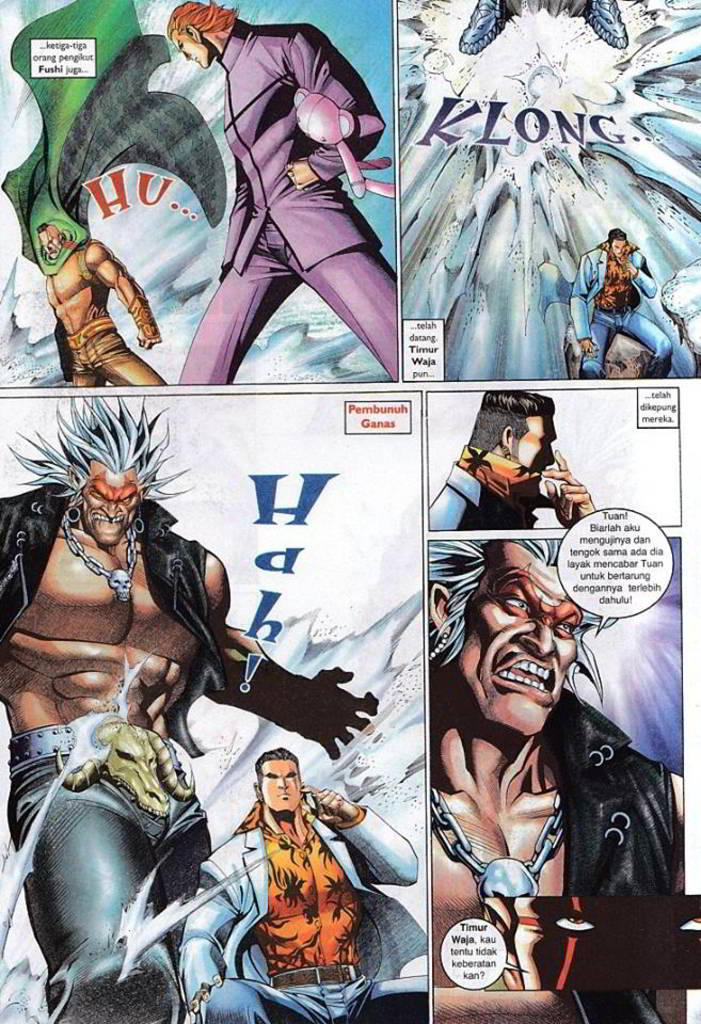 ...ketiga-tiga
orang pengikut
Fushi juga...
HU...
KLONG...
...telah
datang.
Timur
Waja
pun...
Pembunuh
Ganas
Hah!
...telah
dikepung
mereka.
Tuan!
Biarlah aku
mengujinya dan
tengok sama ada dia
layak mencabar Tuan
untuk bertarung
dengannya terlebih
dahulu!
Timur
Waja, kau
tentu tidak
keberatan
kan?